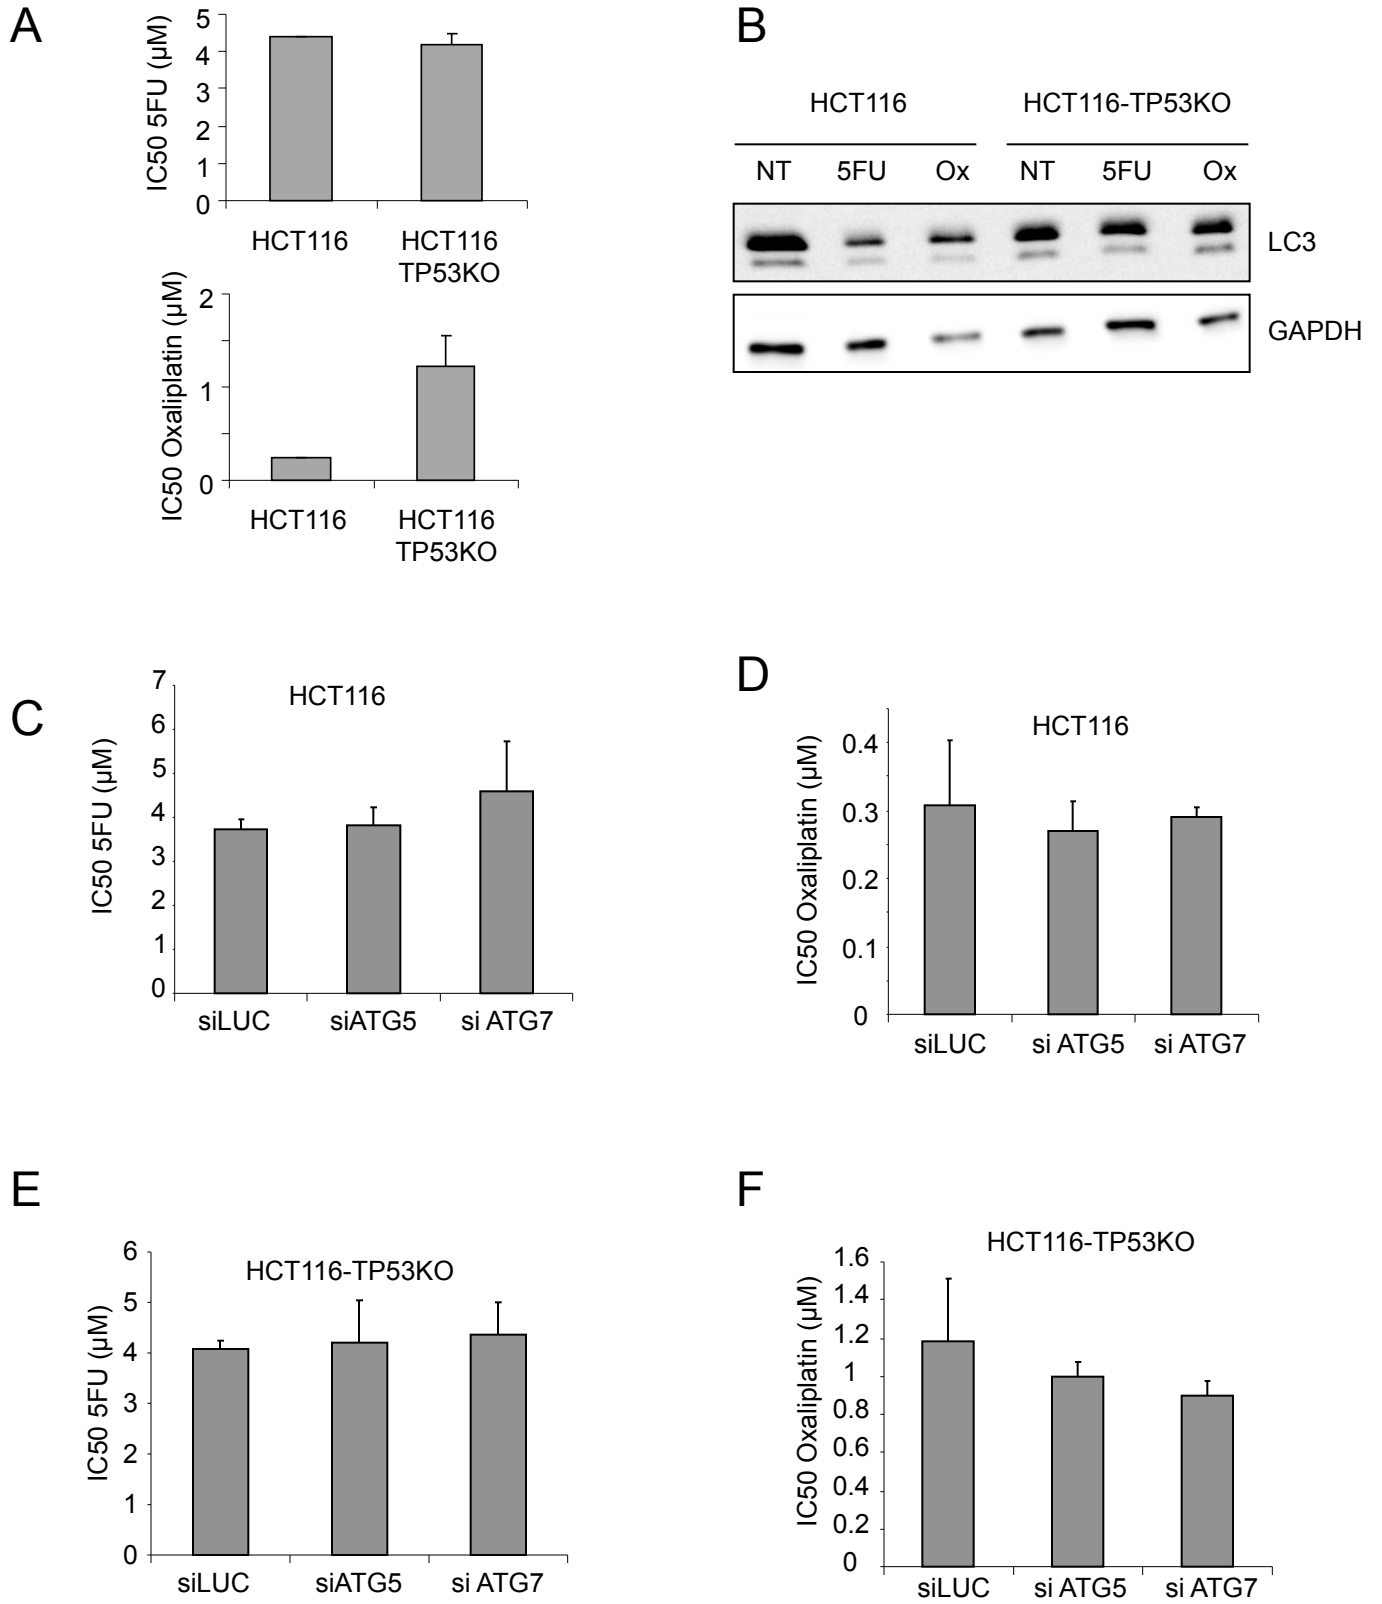 A
IC50 5FU (µM)
5
4
3
2
1
0
HCT116
HCT116
TP53KO
IC50 Oxaliplatin (µM)
2
1
0
HCT116
HCT116
TP53KO
B
HCT116
HCT116-TP53KO
NT 5FU Ox NT 5FU Ox
LC3
GAPDH
C
HCT116
IC50 5FU (µM)
7
6
5
4
3
2
1
0
siLUC siATG5 si ATG7
D
HCT116
IC50 Oxaliplatin (µM)
0.4
0.3
0.2
0.1
0
siLUC si ATG5 si ATG7
E
HCT116-TP53KO
IC50 5FU (µM)
6
5
4
3
2
1
0
siLUC siATG5 si ATG7
F
HCT116-TP53KO
IC50 Oxaliplatin (µM)
1.6
1.4
1.2
1
0.8
0.6
0.4
0.2
0
siLUC si ATG5 si ATG7